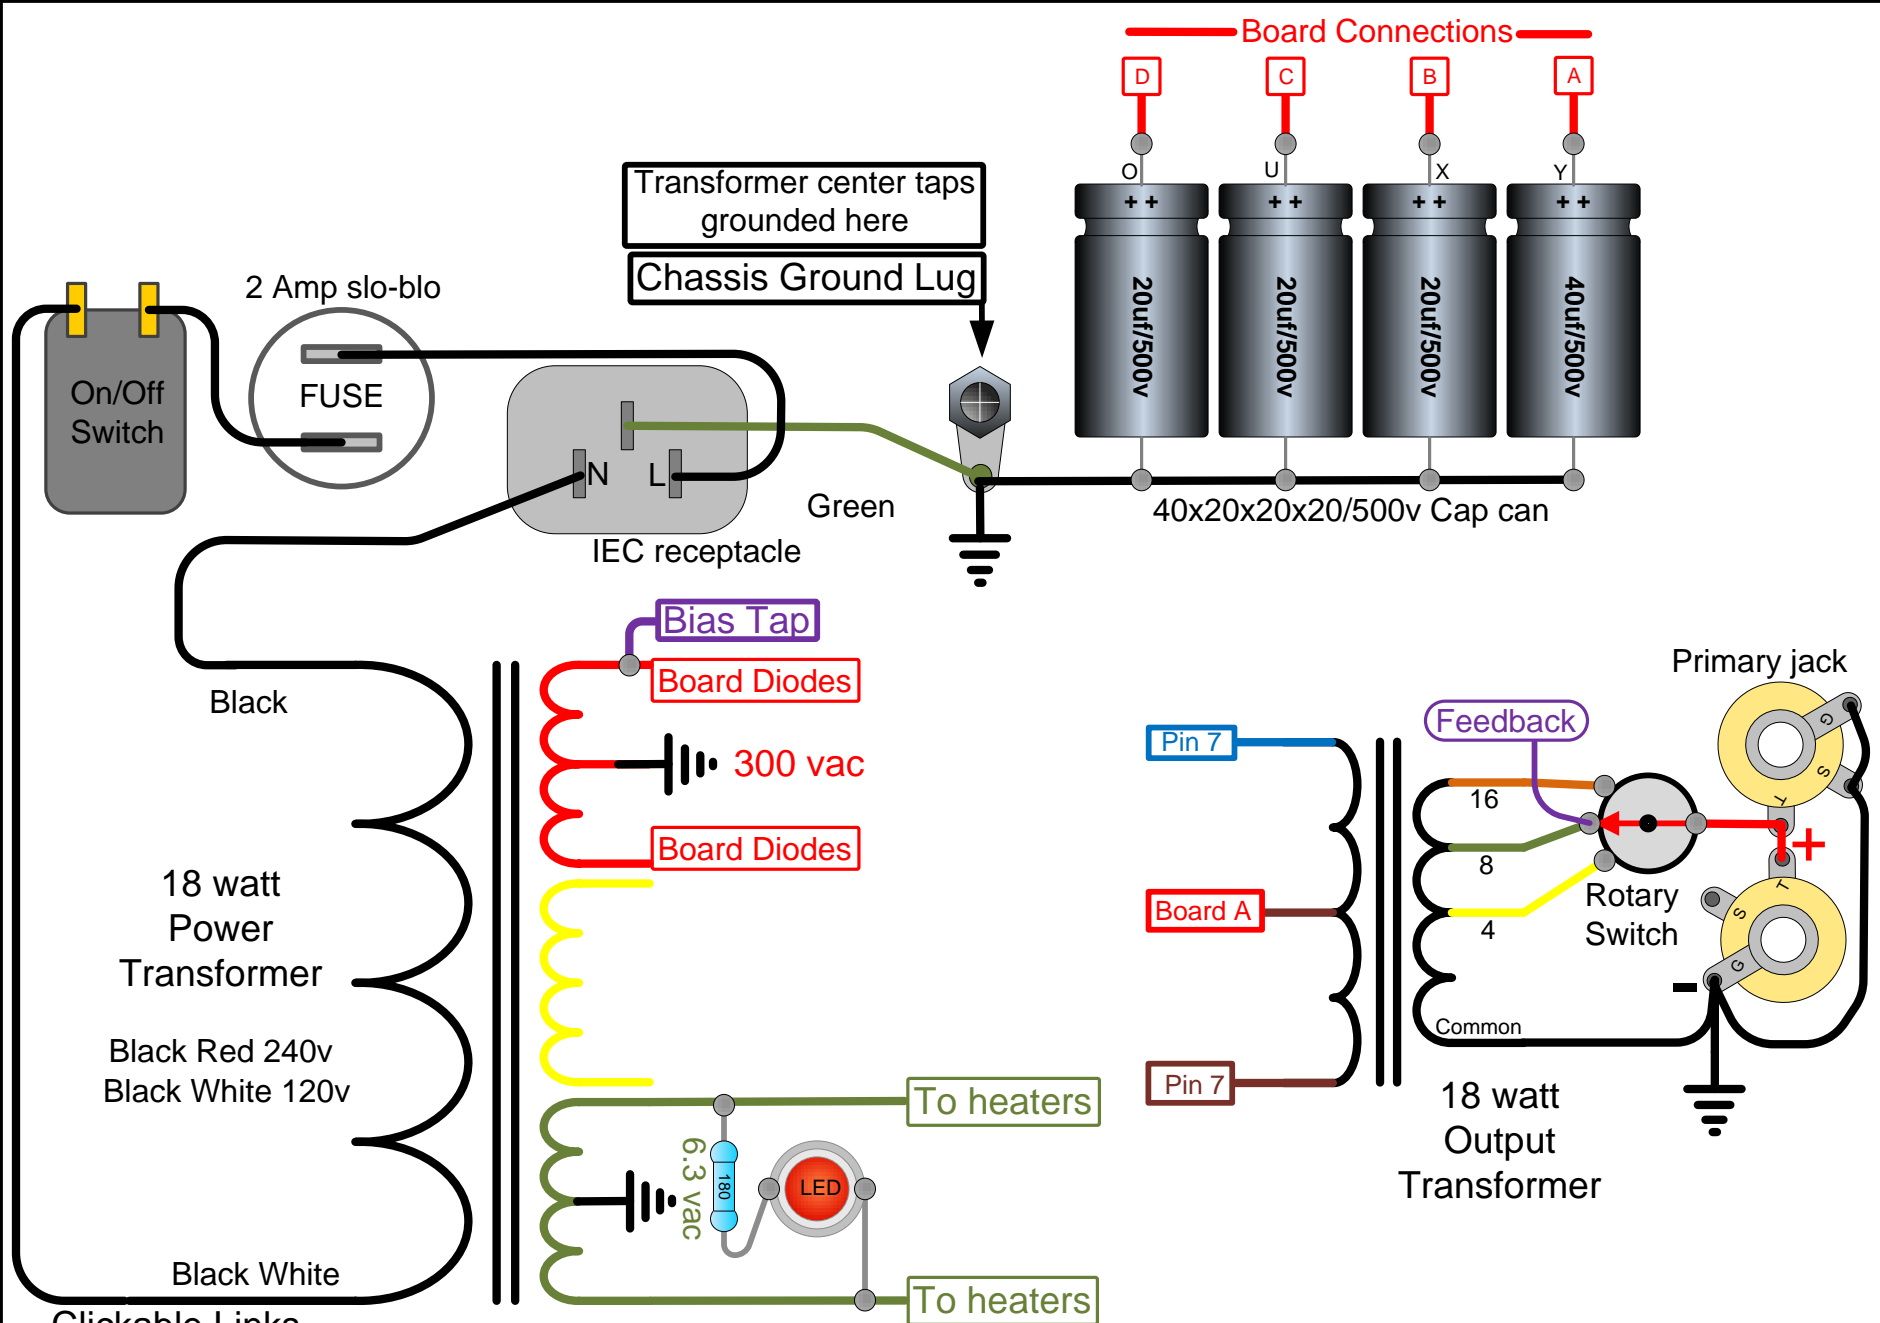 Board Connections
D
C
B
A
O
U
X
Y
+ +
+ +
+ +
+ +
20uf/500v
20uf/500v
20uf/500v
40uf/500v
40x20x20x20/500v Cap can
Transformer center taps
grounded here
Chassis Ground Lug
2 Amp slo-blo
FUSE
On/Off
Switch
N
L
Green
IEC receptacle
Bias Tap
Board Diodes
300 vac
Board Diodes
Black
18 watt
Power
Transformer
Black Red 240v
Black White 120v
Black White
To heaters
6.3 vac
180
LED
To heaters
Primary jack
G
S
T
Feedback
Pin 7
16
8
4
+
Board A
Rotary
Switch
T
S
G
-
Common
Pin 7
18 watt
Output
Transformer
Clickable Links